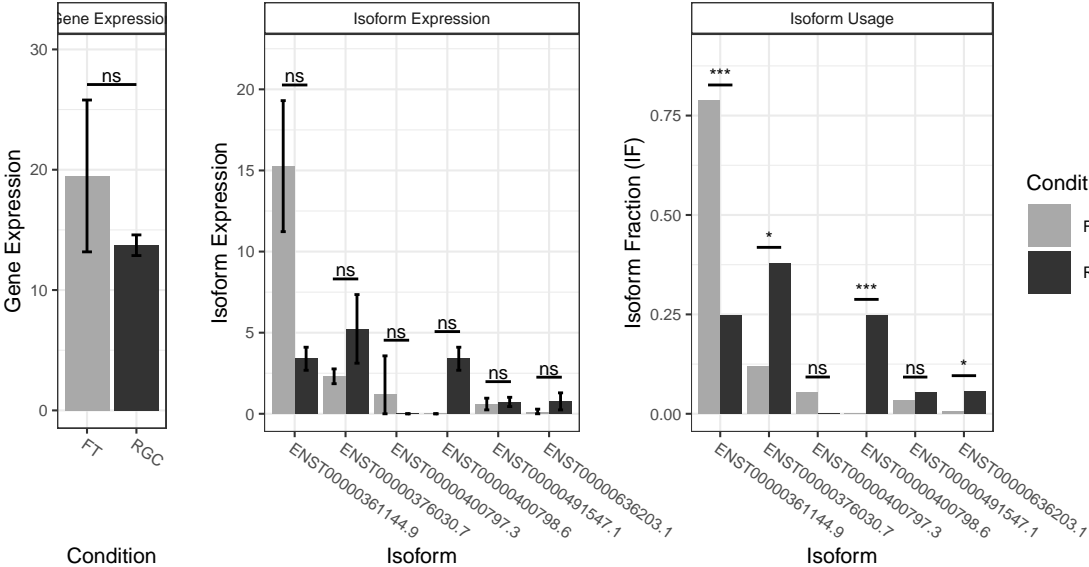 Gene Expression
Isoform Expression
Isoform Usage
Gene Expression
30
20
10
0
ns
FT
RGC
Condition
Isoform Expression
20
15
10
5
0
ns
ns
ns
ns
ns
ns
ENST00000361144.9
ENST00000376030.7
ENST00000400797.3
ENST00000400798.6
ENST00000491547.1
ENST00000636203.1
Isoform
Isoform Fraction (IF)
0.75
0.50
0.25
0.00
***
*
ns
***
ns
*
ENST00000361144.9
ENST00000376030.7
ENST00000400797.3
ENST00000400798.6
ENST00000491547.1
ENST00000636203.1
Isoform
Condit
F
R